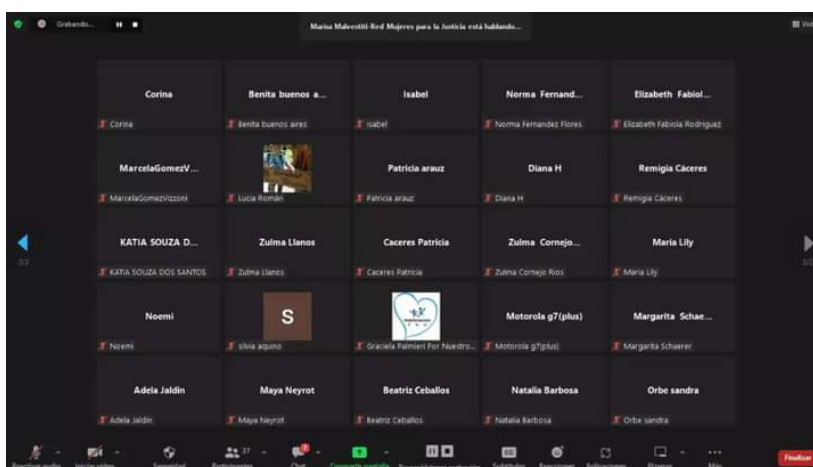 Grabando...
Marisa Malvestiti-Red Mujeres para la Justicia está hablando...
Corina
Benita buenos a...
Isabel
Norma Fernand...
Elizabeth Fabiol...
Corina
Benita buenos aires
Isabel
Norma Fernandez Flores
Elizabeth Fabiola Rodriguez
MarcelaGomezV...
Patricia arauz
Diana H
Remigia Cáceres
MarcelaGomezVizzoni
Lucia Román
Patricia arauz
Diana H
Remigia Cáceres
KATIA SOUZA D...
Zulma Llanos
Caceres Patricia
Zulma Cornejo...
Maria Lily
2/2
2/2
KATIA SOUZA DOS SANTOS
Zulma Llanos
Caceres Patricia
Zulma Cornejo Rios
Maria Lily
Noemi
S
Motorola g7(plus)
Margarita Schae...
Noemi
silvia aquino
Graciela Palmieri Por Nuestro...
Motorola g7(plus)
Margarita Schaerer
Adela Jaldin
Maya Neyrot
Beatriz Ceballos
Natalia Barbosa
Orbe sandra
Adela Jaldin
Maya Neyrot
Beatriz Ceballos
Natalia Barbosa
Orbe sandra
37
Finalizar